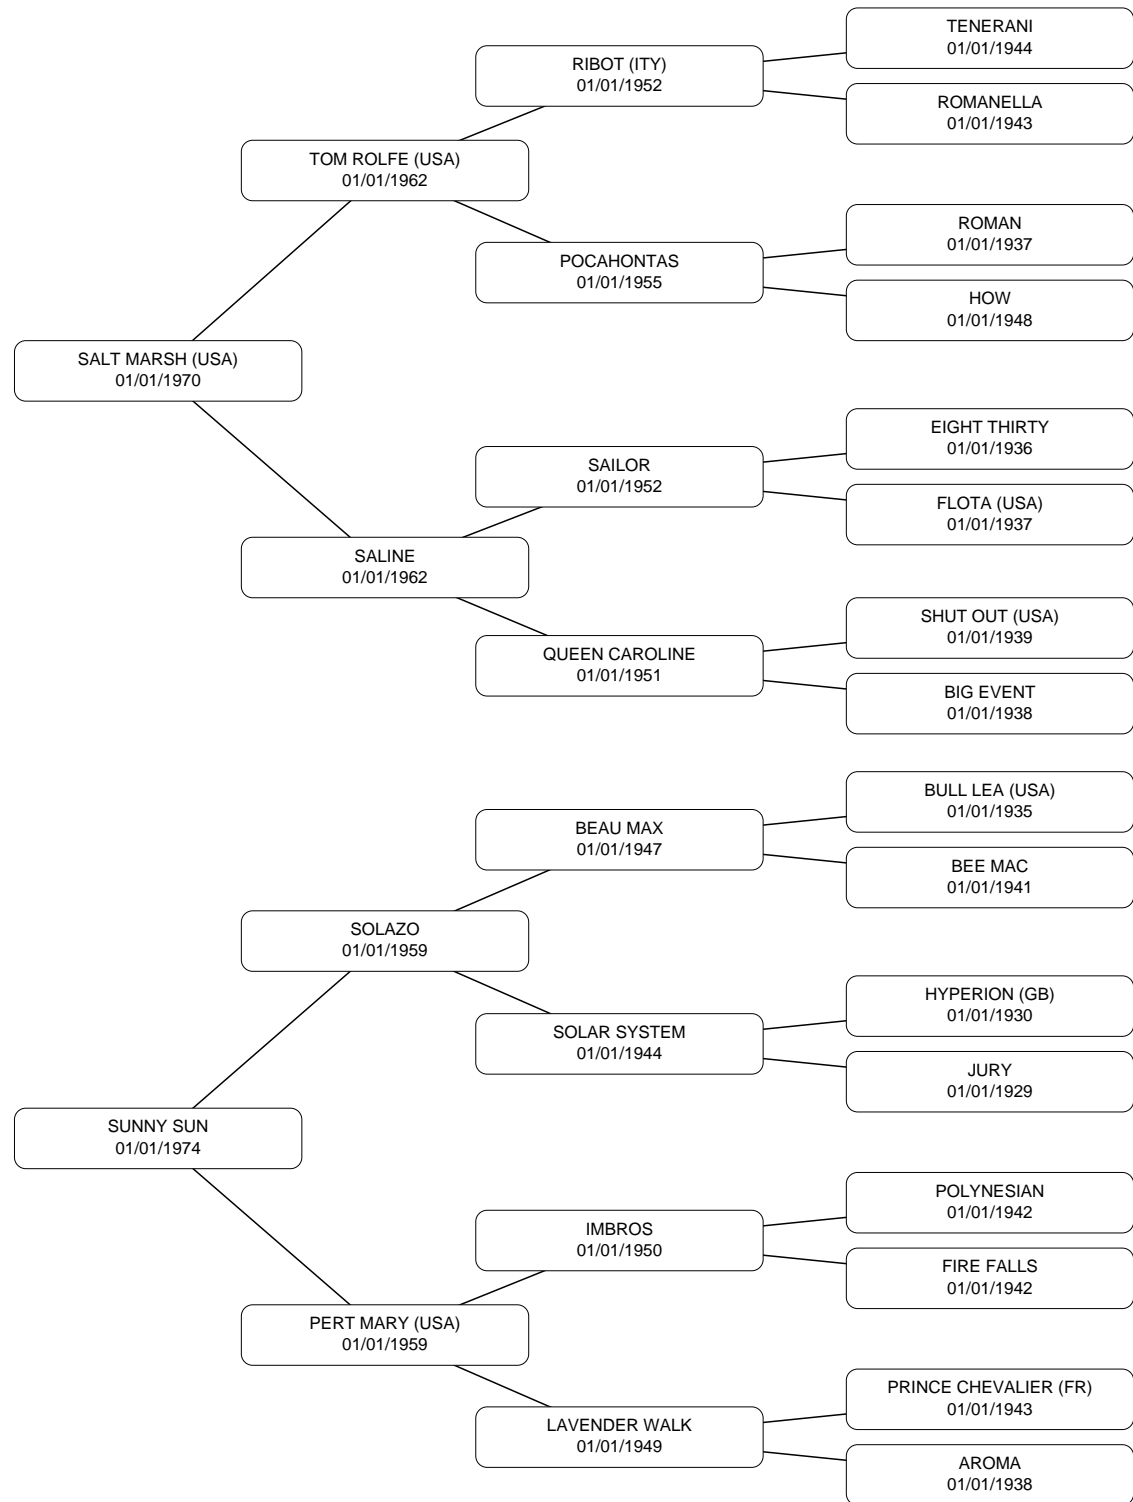 TENERANI
01/01/1944
RIBOT (ITY)
01/01/1952
ROMANELLA
01/01/1943
TOM ROLFE (USA)
01/01/1962
ROMAN
01/01/1937
POCAHONTAS
01/01/1955
HOW
01/01/1948
SALT MARSH (USA)
01/01/1970
EIGHT THIRTY
01/01/1936
SAILOR
01/01/1952
FLOTA (USA)
01/01/1937
SALINE
01/01/1962
SHUT OUT (USA)
01/01/1939
QUEEN CAROLINE
01/01/1951
BIG EVENT
01/01/1938
BULL LEA (USA)
01/01/1935
BEAU MAX
01/01/1947
BEE MAC
01/01/1941
SOLAZO
01/01/1959
HYPERION (GB)
01/01/1930
SOLAR SYSTEM
01/01/1944
JURY
01/01/1929
SUNNY SUN
01/01/1974
POLYNESIAN
01/01/1942
IMBROS
01/01/1950
FIRE FALLS
01/01/1942
PERT MARY (USA)
01/01/1959
PRINCE CHEVALIER (FR)
01/01/1943
LAVENDER WALK
01/01/1949
AROMA
01/01/1938